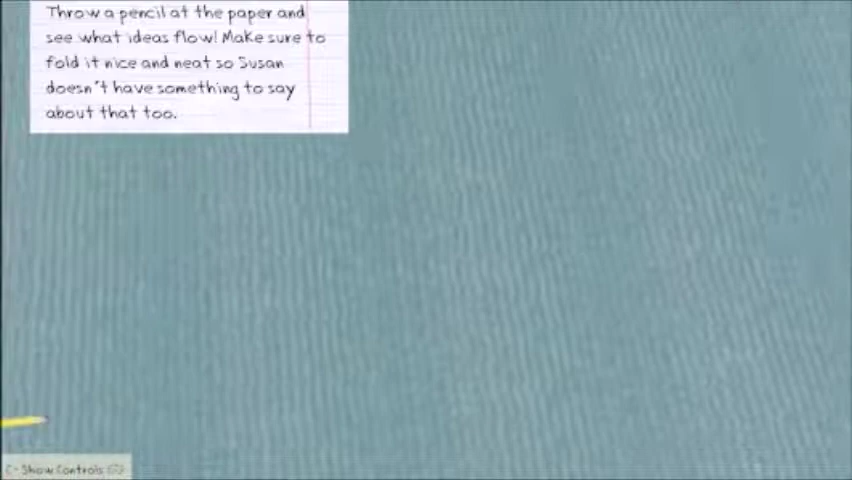 Throw a pencil at the paper and
see what ideas flow! Make sure to
fold it nice and neat so Susan
doesn't have something to say
about that too.
C - Show Controls